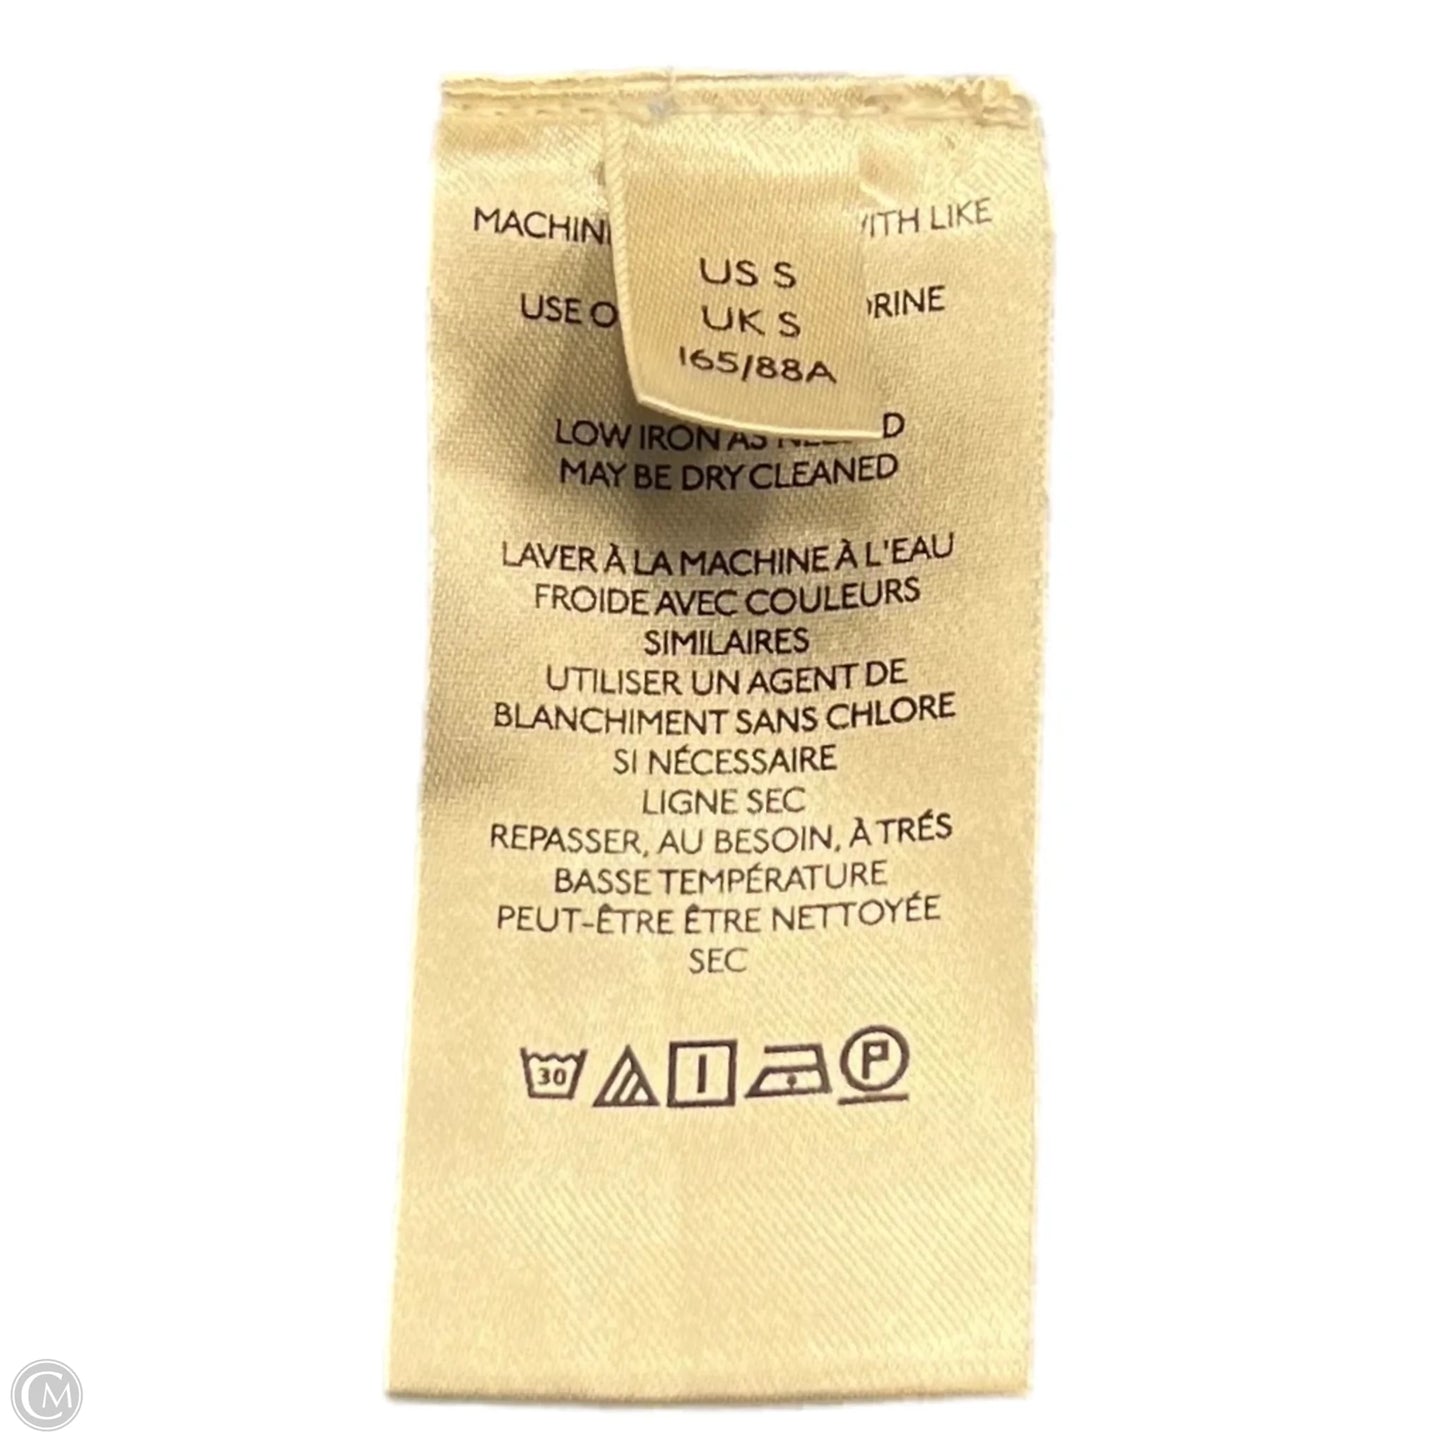 WITH LIKE
US S
UK S
165/88A
USE
LOW IRON AS
MAY BE DRY CLEANED
LAVER À LA MACHINE À L'EAU
FROIDE AVEC COULEURS
SIMILAIRES
UTILISER UN AGENT DE
BLANCHIMENT SANS CHLORE
SI NÉCESSAIRE
LIGNE SEC
REPASSER, AU BESOIN, À TRÉS
BASSE TEMPÉRATURE
PEUT-ÊTRE ÊTRE NETTOYÉE
SEC
30
P
CM